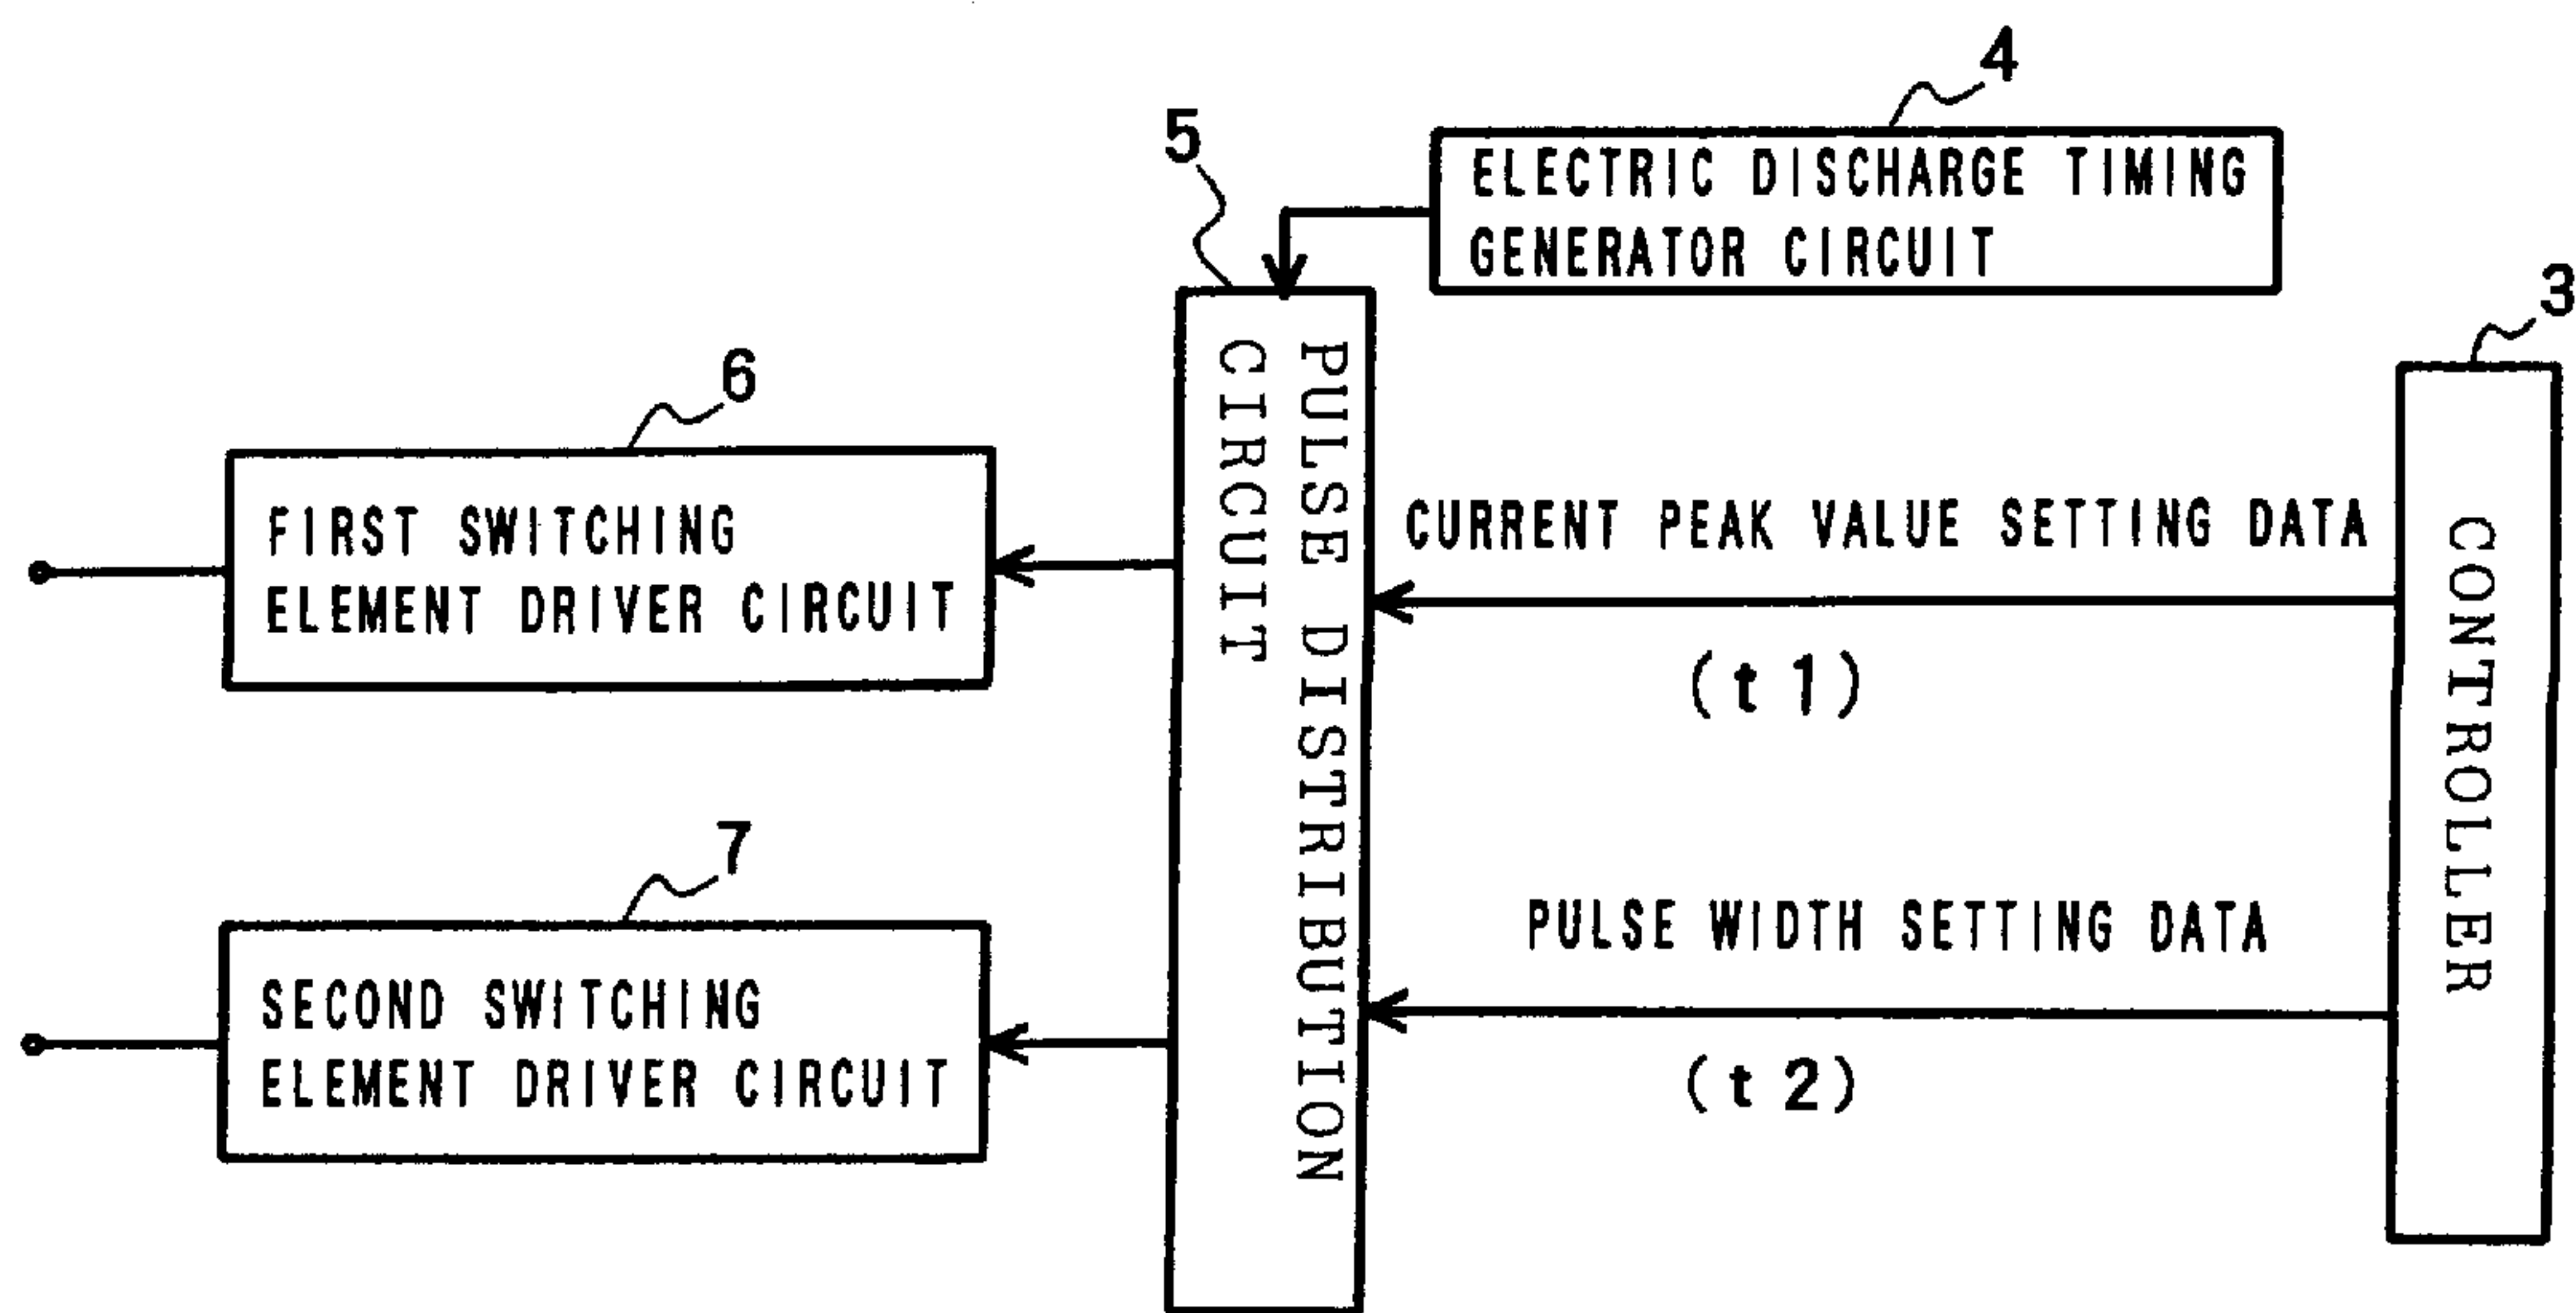 4
ELECTRIC DISCHARGE TIMING
GENERATOR CIRCUIT
5
PULSE DISTRIBUTION
CIRCUIT
3
CONTROLLER
6
FIRST SWITCHING
ELEMENT DRIVER CIRCUIT
CURRENT PEAK VALUE SETTING DATA
(t1)
7
SECOND SWITCHING
ELEMENT DRIVER CIRCUIT
PULSE WIDTH SETTING DATA
(t2)